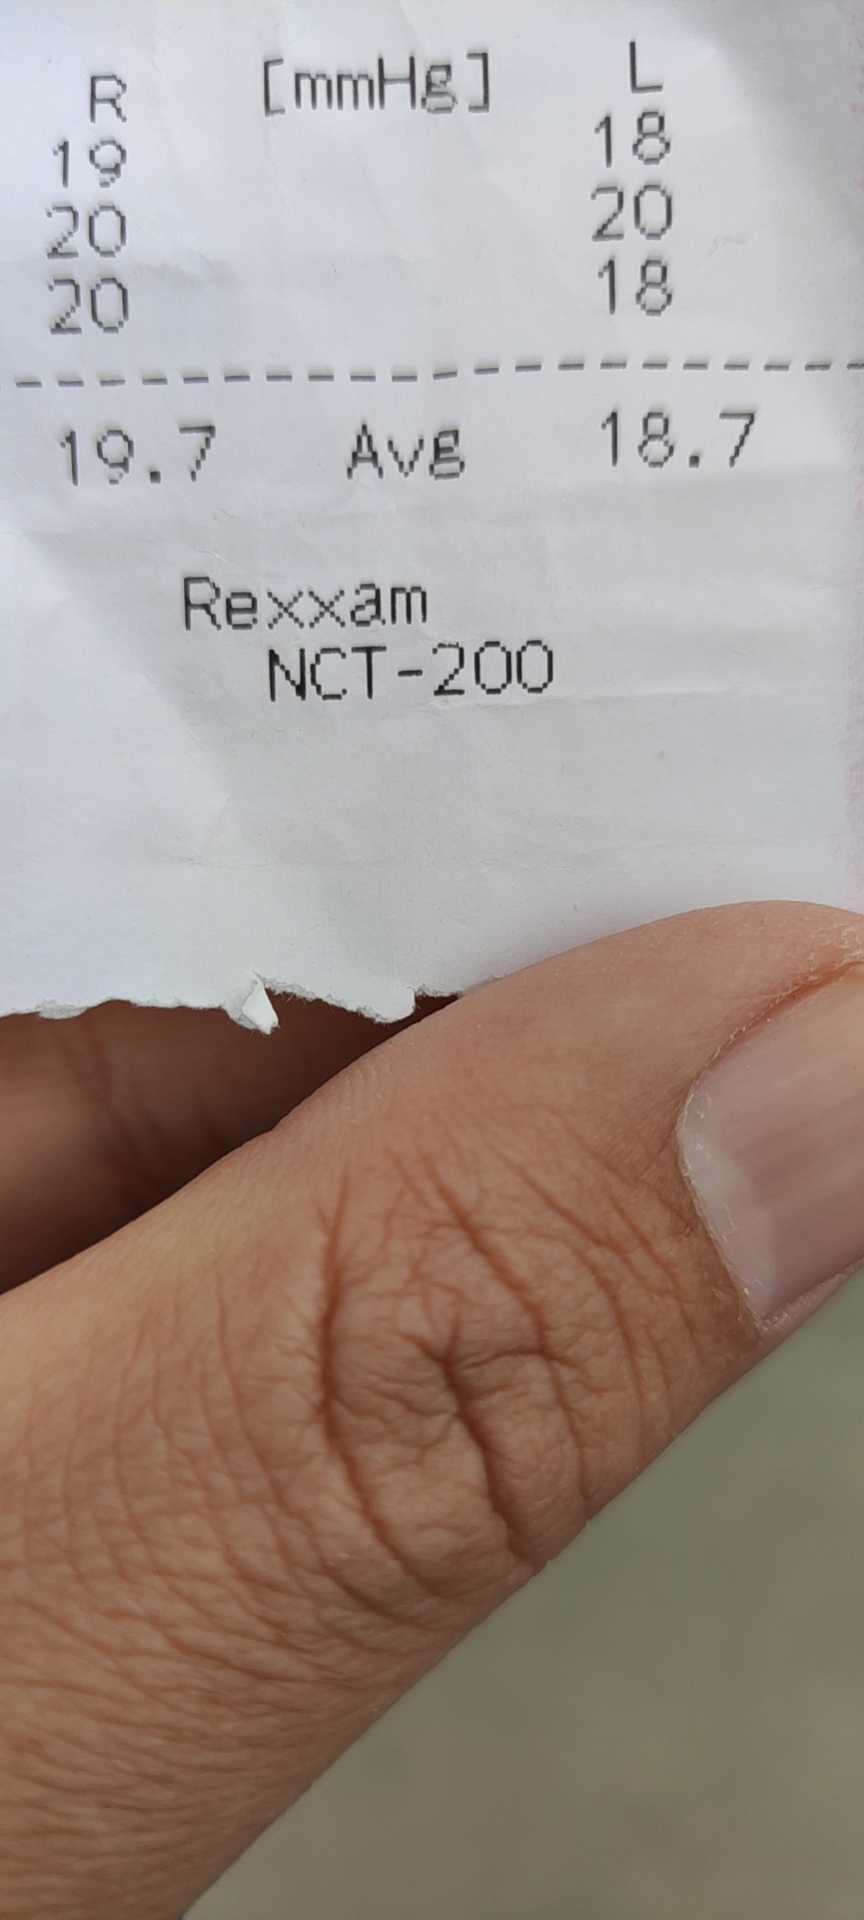 R [mmHg] L
19 18
20 20
20 18
19.7 Avg 18.7
Rexxam
NCT-200